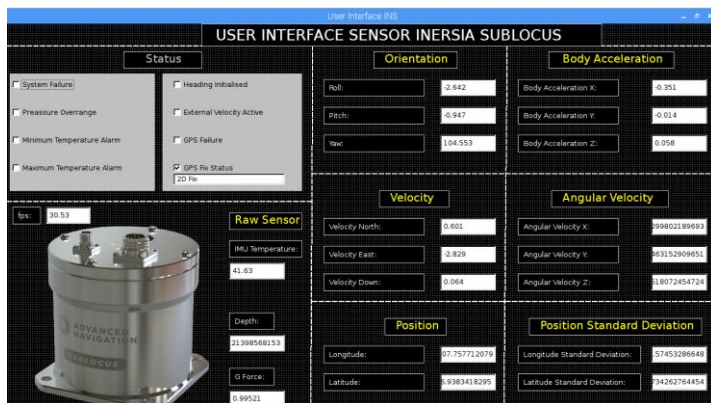 User Interface INS
USER INTERFACE SENSOR INERSIA SUBLOCUS
Status
System Failure
Preassure Overrange
Minimum Temperature Alarm
Maximum Temperature Alarm
Heading Initialised
External Velocity Active
GPS Failure
GPS Fix Status
2D Fix
Orientation
Roll: -2.642
Pitch: -0.947
Yaw: 104.553
Body Acceleration
Body Acceleration X: -0.351
Body Acceleration Y: -0.014
Body Acceleration Z: 0.058
fps: 30.53
ADVANCED
NAVIGATION
SUBLOCUS
Raw Sensor
IMU Temperature:
41.63
Depth:
21398568153
G Force:
0.99521
Velocity
Velocity North: 0.601
Velocity East: -2.829
Velocity Down: 0.064
Angular Velocity
Angular Velocity X: 299802189693
Angular Velocity Y: 463152909651
Angular Velocity Z: 518072454724
Position
Longitude: 07.757712079
Latitude: 5.9383418295
Position Standard Deviation
Longitude Standard Deviation: .57453286648
Latitude Standard Deviation: 734262764454